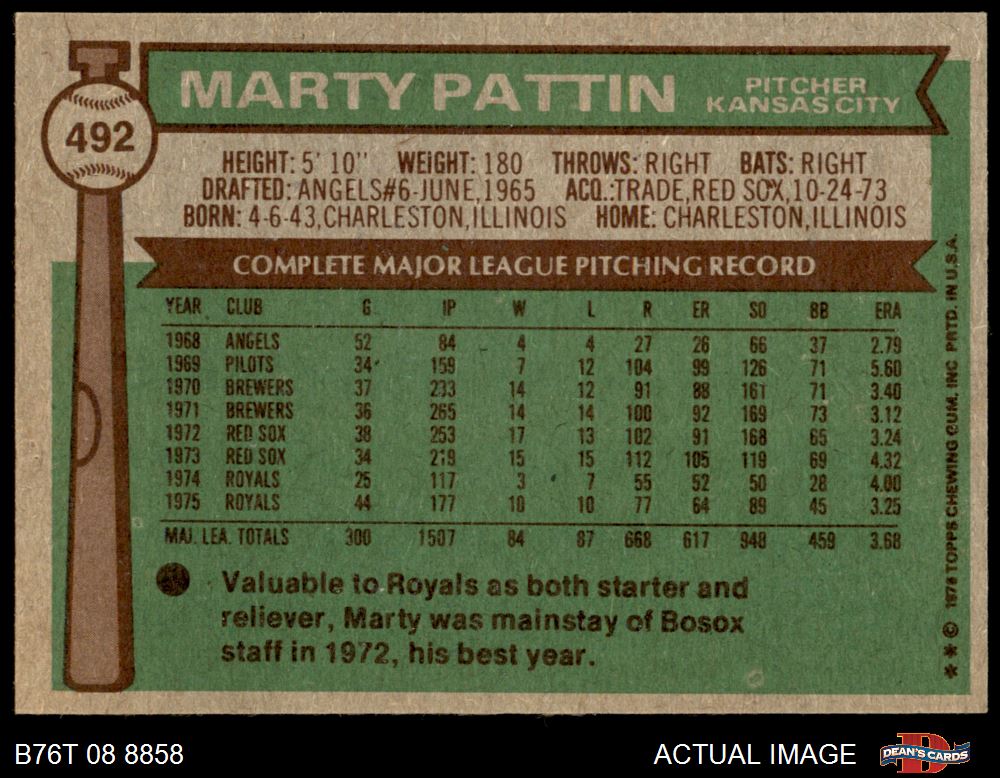 MARTY PATTIN
PITCHER
KANSAS CITY
492
HEIGHT: 5' 10" WEIGHT: 180 THROWS: RIGHT BATS: RIGHT
DRAFTED: ANGELS#6-JUNE,1965 ACQ.:TRADE,RED SOX,10-24-73
BORN: 4-6-43,CHARLESTON,ILLINOIS HOME: CHARLESTON,ILLINOIS
COMPLETE MAJOR LEAGUE PITCHING RECORD
YEAR CLUB G IP W L R ER SO BB ERA
1968 ANGELS 52 84 4 4 27 26 66 37 2.79
1969 PILOTS 34 159 7 12 104 99 126 71 5.60
1970 BREWERS 37 233 14 12 91 88 161 71 3.40
1971 BREWERS 36 265 14 14 100 92 169 73 3.12
1972 RED SOX 38 253 17 13 102 91 168 65 3.24
1973 RED SOX 34 219 15 15 112 105 119 69 4.32
1974 ROYALS 25 117 3 7 55 52 50 28 4.00
1975 ROYALS 44 177 10 10 77 64 89 45 3.25
MAJ. LEA. TOTALS 300 1507 84 87 668 617 948 459 3.68
Valuable to Royals as both starter and
reliever, Marty was mainstay of Bosox
staff in 1972, his best year.
* * © 1976 TOPPS CHEWING GUM, INC PRTD. IN U.S.A.
B76T 08 8858
ACTUAL IMAGE
DEAN'S CARDS